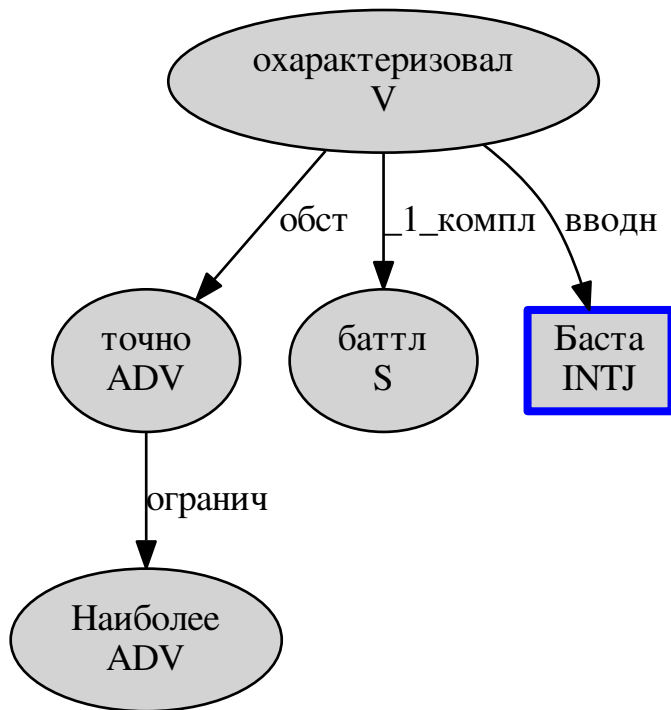 охарактеризовал
V
обст
_1_компл
вводн
точно
ADV
баттл
S
Баста
INTJ
огранич
Наиболее
ADV